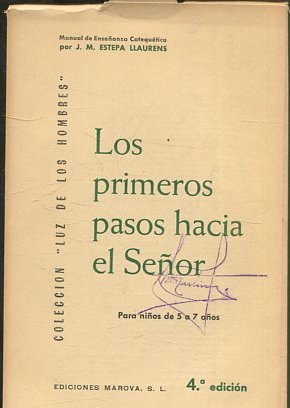 Manual de Enseñanza Catequética
por J. M. ESTEPA LLAURENS
COLECCION "LUZ DE LOS HOMBRES"
Los
primeros
pasos hacia
el Señor
Para niños de 5 a 7 años
EDICIONES MAROVA, S. L.
4.ª edición